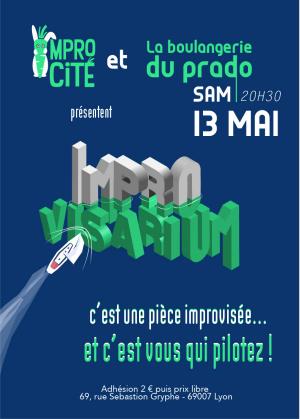 IMPRO
CITÉ
et
La boulangerie
du prado
SAM 20H30
13 MAI
présentent
IMPRO
VISARIUM
c'est une pièce improvisée...
et c'est vous qui pilotez !
Adhésion 2 € puis prix libre
69, rue Sebastion Gryphe - 69007 Lyon